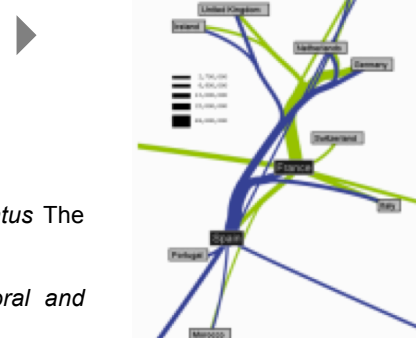 United Kingdom
Ireland
Netherlands
Germany
Switzerland
France
tus The
Italy
Spain
Portugal
oral and
Morocco